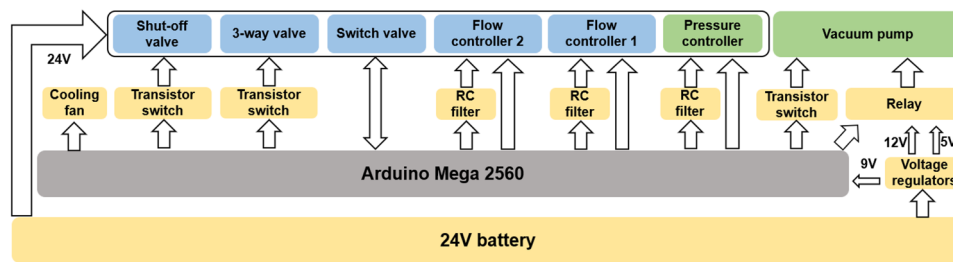 Shut-off
valve
3-way valve
Switch valve
Flow
controller 2
Flow
controller 1
Pressure
controller
Vacuum pump
24V
Cooling
fan
Transistor
switch
Transistor
switch
RC
filter
RC
filter
RC
filter
Transistor
switch
Relay
12V
5V
Arduino Mega 2560
9V
Voltage
regulators
24V battery